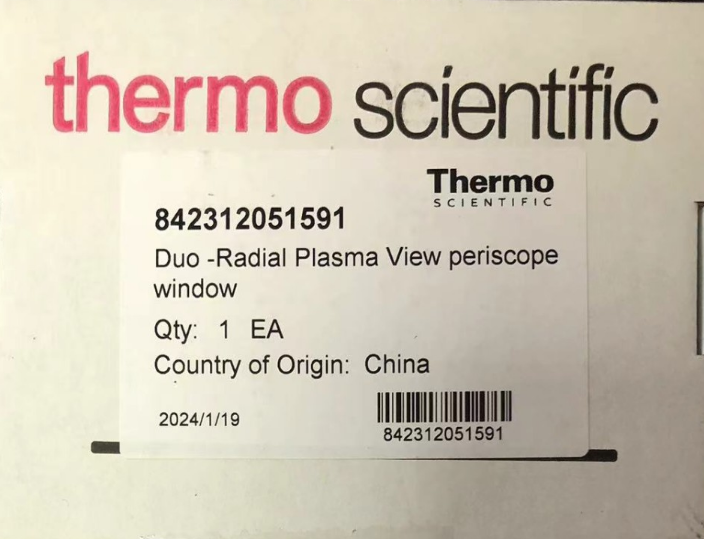 thermo scientific
Thermo
SCIENTIFIC
842312051591
Duo -Radial Plasma View periscope
window
Qty: 1 EA
Country of Origin: China
2024/1/19
842312051591